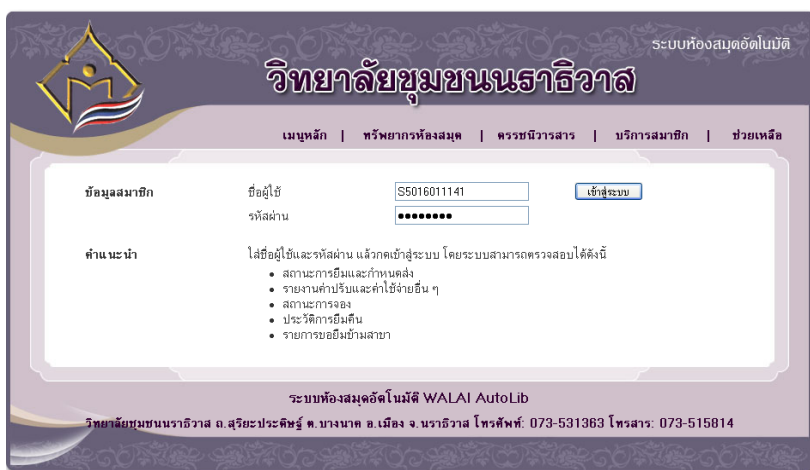 ระบบห้องสมุดอัตโนมัติ
วิทยาลัยชุมชนนราธิวาส
เมนูหลัก | ทรัพยากรห้องสมุด | ดรรชนีวารสาร | บริการสมาชิก | ช่วยเหลือ
ข้อมูลสมาชิก ชื่อผู้ใช้ S5016011141 เข้าสู่ระบบ
รหัสผ่าน ●●●●●●●●
คำแนะนำ ใส่ชื่อผู้ใช้และรหัสผ่าน แล้วกดเข้าสู่ระบบ โดยระบบสามารถตรวจสอบได้ดังนี้
● สถานะการยืมและกำหนดส่ง
● รายงานค่าปรับและค่าใช้จ่ายอื่น ๆ
● สถานะการจอง
● ประวัติการยืมคืน
● รายการขอยืมข้ามสาขา
ระบบห้องสมุดอัตโนมัติ WALAI AutoLib
วิทยาลัยชุมชนนราธิวาส ถ.สุริยะประดิษฐ์ ต.บางนาค อ.เมือง จ.นราธิวาส โทรศัพท์: 073-531363 โทรสาร: 073-515814